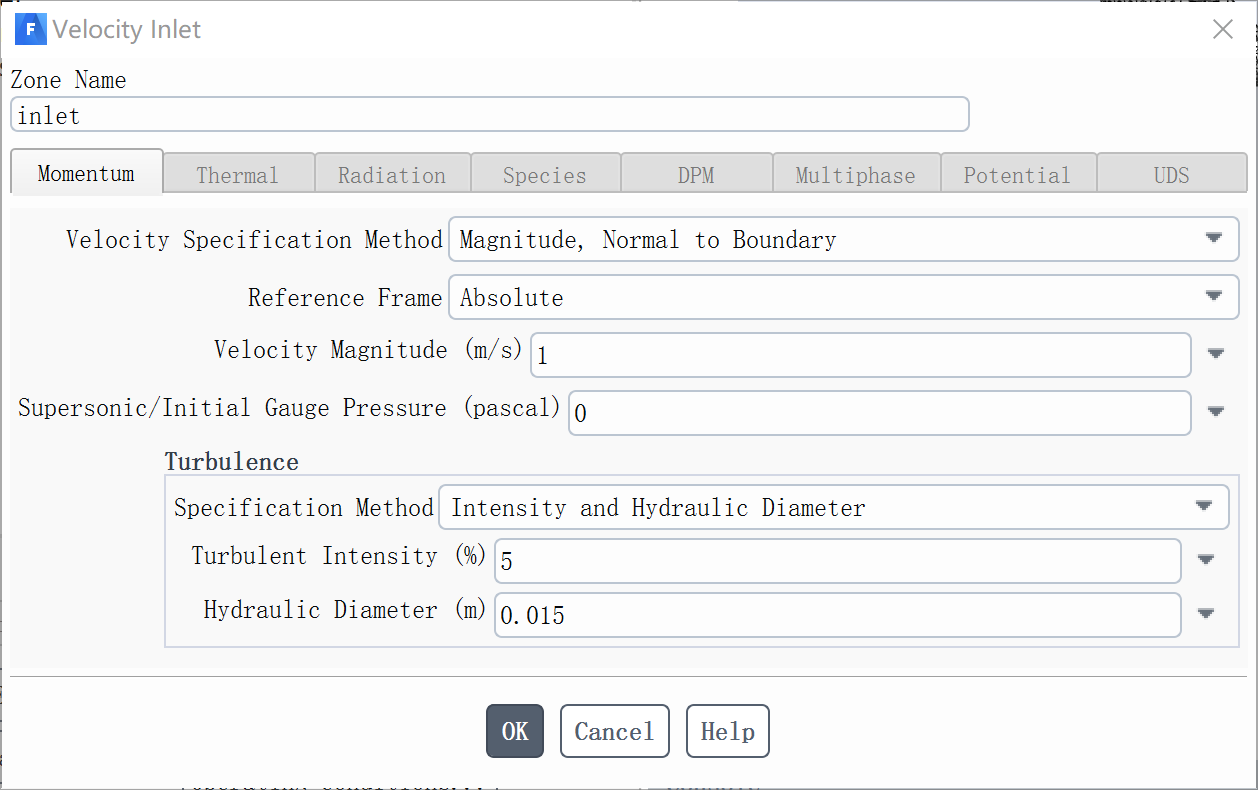 F Velocity Inlet
Zone Name
inlet
Momentum Thermal Radiation Species DPM Multiphase Potential UDS
Velocity Specification Method Magnitude, Normal to Boundary
Reference Frame Absolute
Velocity Magnitude (m/s) 1
Supersonic/Initial Gauge Pressure (pascal) 0
Turbulence
Specification Method Intensity and Hydraulic Diameter
Turbulent Intensity (%) 5
Hydraulic Diameter (m) 0.015
OK Cancel Help